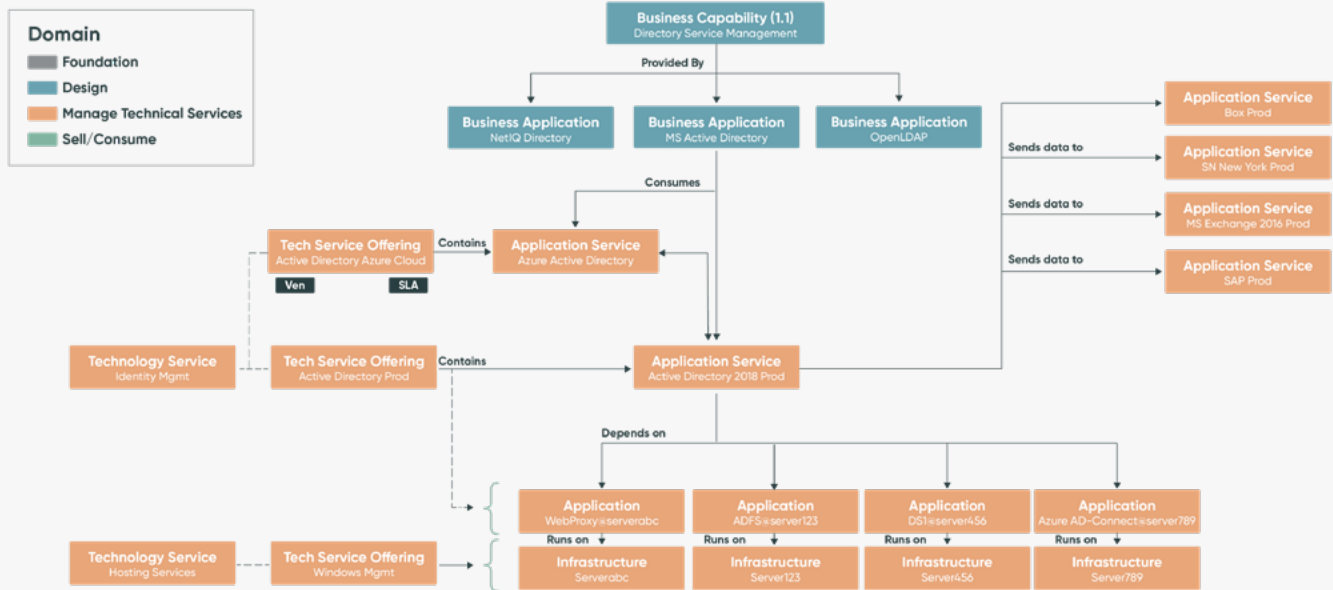 Domain
Foundation
Design
Manage Technical Services
Sell/Consume
Business Capability (1.1)
Directory Service Management
Provided By
Business Application
NetIQ Directory
Business Application
MS Active Directory
Business Application
OpenLDAP
Consumes
Application Service
Box Prod
Sends data to
Application Service
SN New York Prod
Sends data to
Application Service
MS Exchange 2016 Prod
Sends data to
Application Service
SAP Prod
Tech Service Offering
Active Directory Azure Cloud
Ven
SLA
Contains
Application Service
Azure Active Directory
Technology Service
Identity Mgmt
Tech Service Offering
Active Directory Prod
Contains
Application Service
Active Directory 2018 Prod
Depends on
Application
WebProxy@serverabc
Application
ADFS@server123
Application
DS1@server456
Application
Azure AD-Connect@server789
Runs on
Runs on
Runs on
Runs on
Technology Service
Hosting Services
Tech Service Offering
Windows Mgmt
Infrastructure
Serverabc
Infrastructure
Server123
Infrastructure
Server456
Infrastructure
Server789